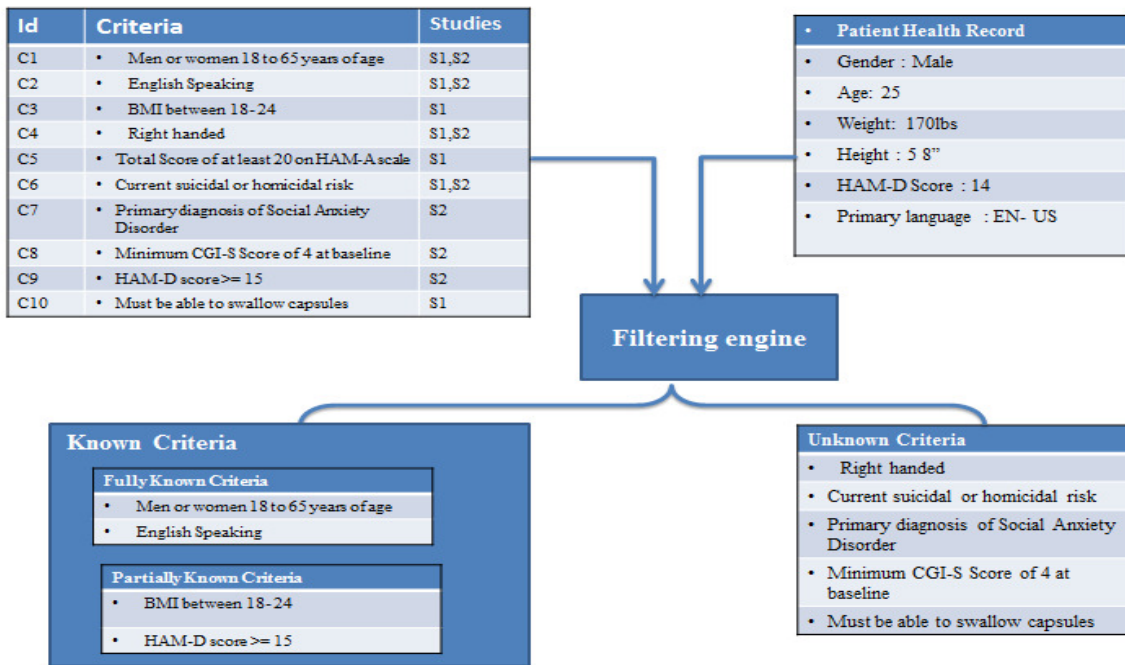 Id Criteria Studies
C1 • Men or women 18 to 65 years of age S1,S2
C2 • English Speaking S1,S2
C3 • BMI between 18-24 S1
C4 • Right handed S1,S2
C5 • Total Score of at least 20 on HAM-A scale S1
C6 • Current suicidal or homicidal risk S1,S2
C7 • Primary diagnosis of Social Anxiety S2
Disorder
C8 • Minimum CGI-S Score of 4 at baseline S2
C9 • HAM-D score >= 15 S2
C10 • Must be able to swallow capsules S1
• Patient Health Record
• Gender : Male
• Age: 25
• Weight: 170lbs
• Height : 5 8”
• HAM-D Score : 14
• Primary language : EN- US
Filtering engine
Known Criteria
Fully Known Criteria
• Men or women 18 to 65 years of age
• English Speaking
Partially Known Criteria
• BMI between 18-24
• HAM-D score >= 15
Unknown Criteria
• Right handed
• Current suicidal or homicidal risk
• Primary diagnosis of Social Anxiety
Disorder
• Minimum CGI-S Score of 4 at
baseline
• Must be able to swallow capsules